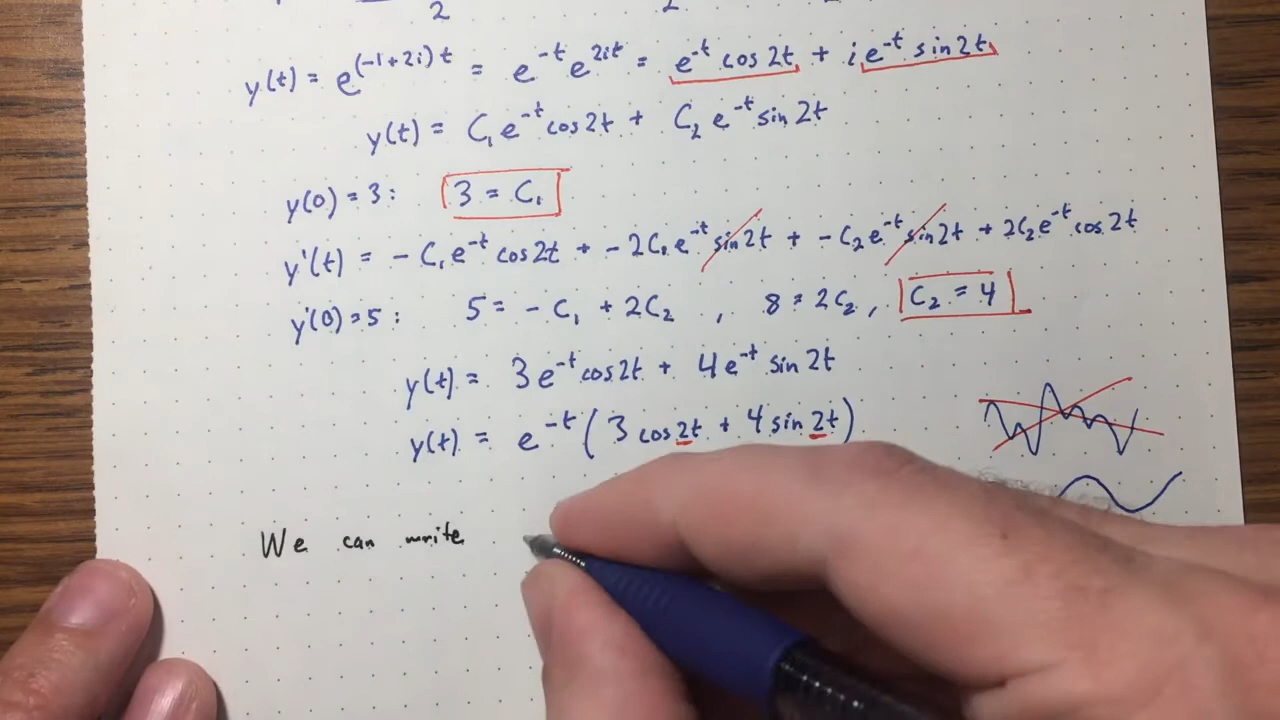 2 2
y(t) = e^(-1+2i)t = e^-t e^2it = e^-t cos 2t + i e^-t sin 2t
y(t) = C₁ e^-t cos 2t + C₂ e^-t sin 2t
y(0) = 3: 3 = C₁
y'(t) = - C₁ e^-t cos 2t + - 2C₁ e^-t sin 2t + - C₂ e^-t sin 2t + 2C₂ e^-t cos 2t
y'(0) = 5: 5 = - C₁ + 2C₂ , 8 = 2C₂ , C₂ = 4
y(t) = 3 e^-t cos 2t + 4 e^-t sin 2t
y(t) = e^-t (3 cos 2t + 4 sin 2t)
We can write